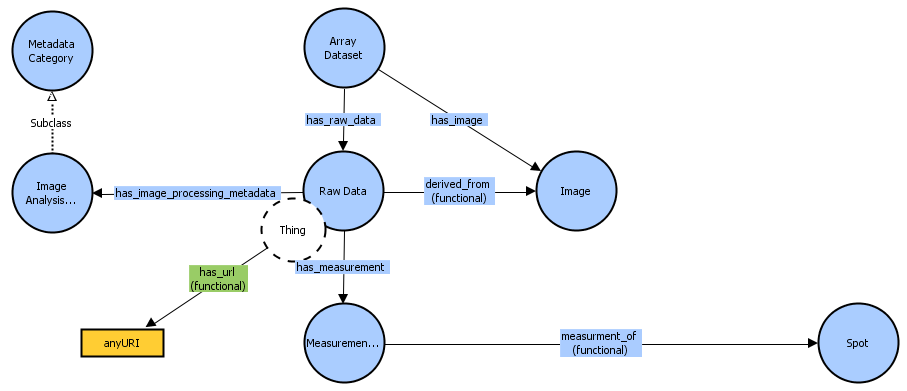 Metadata
Category
Array
Dataset
has_raw_data
has_image
Subclass
Image
Analysis...
has_image_processing_metadata
Raw Data
derived_from
(functional)
Image
Thing
has_url
(functional)
has_measurement
anyURI
Measuremen...
measurment_of
(functional)
Spot